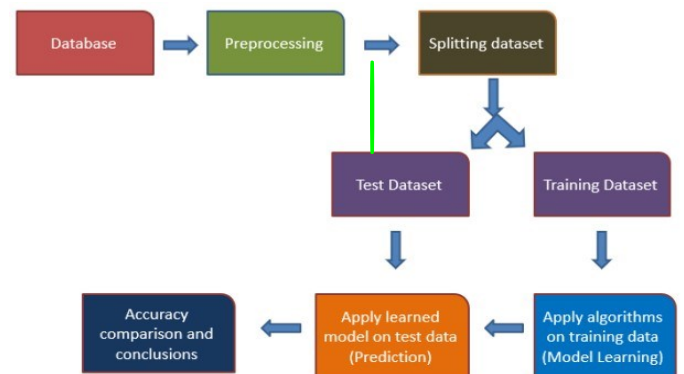 Database
Preprocessing
Splitting dataset
Test Dataset
Training Dataset
Accuracy
comparison and
conclusions
Apply learned
model on test data
(Prediction)
Apply algorithms
on training data
(Model Learning)